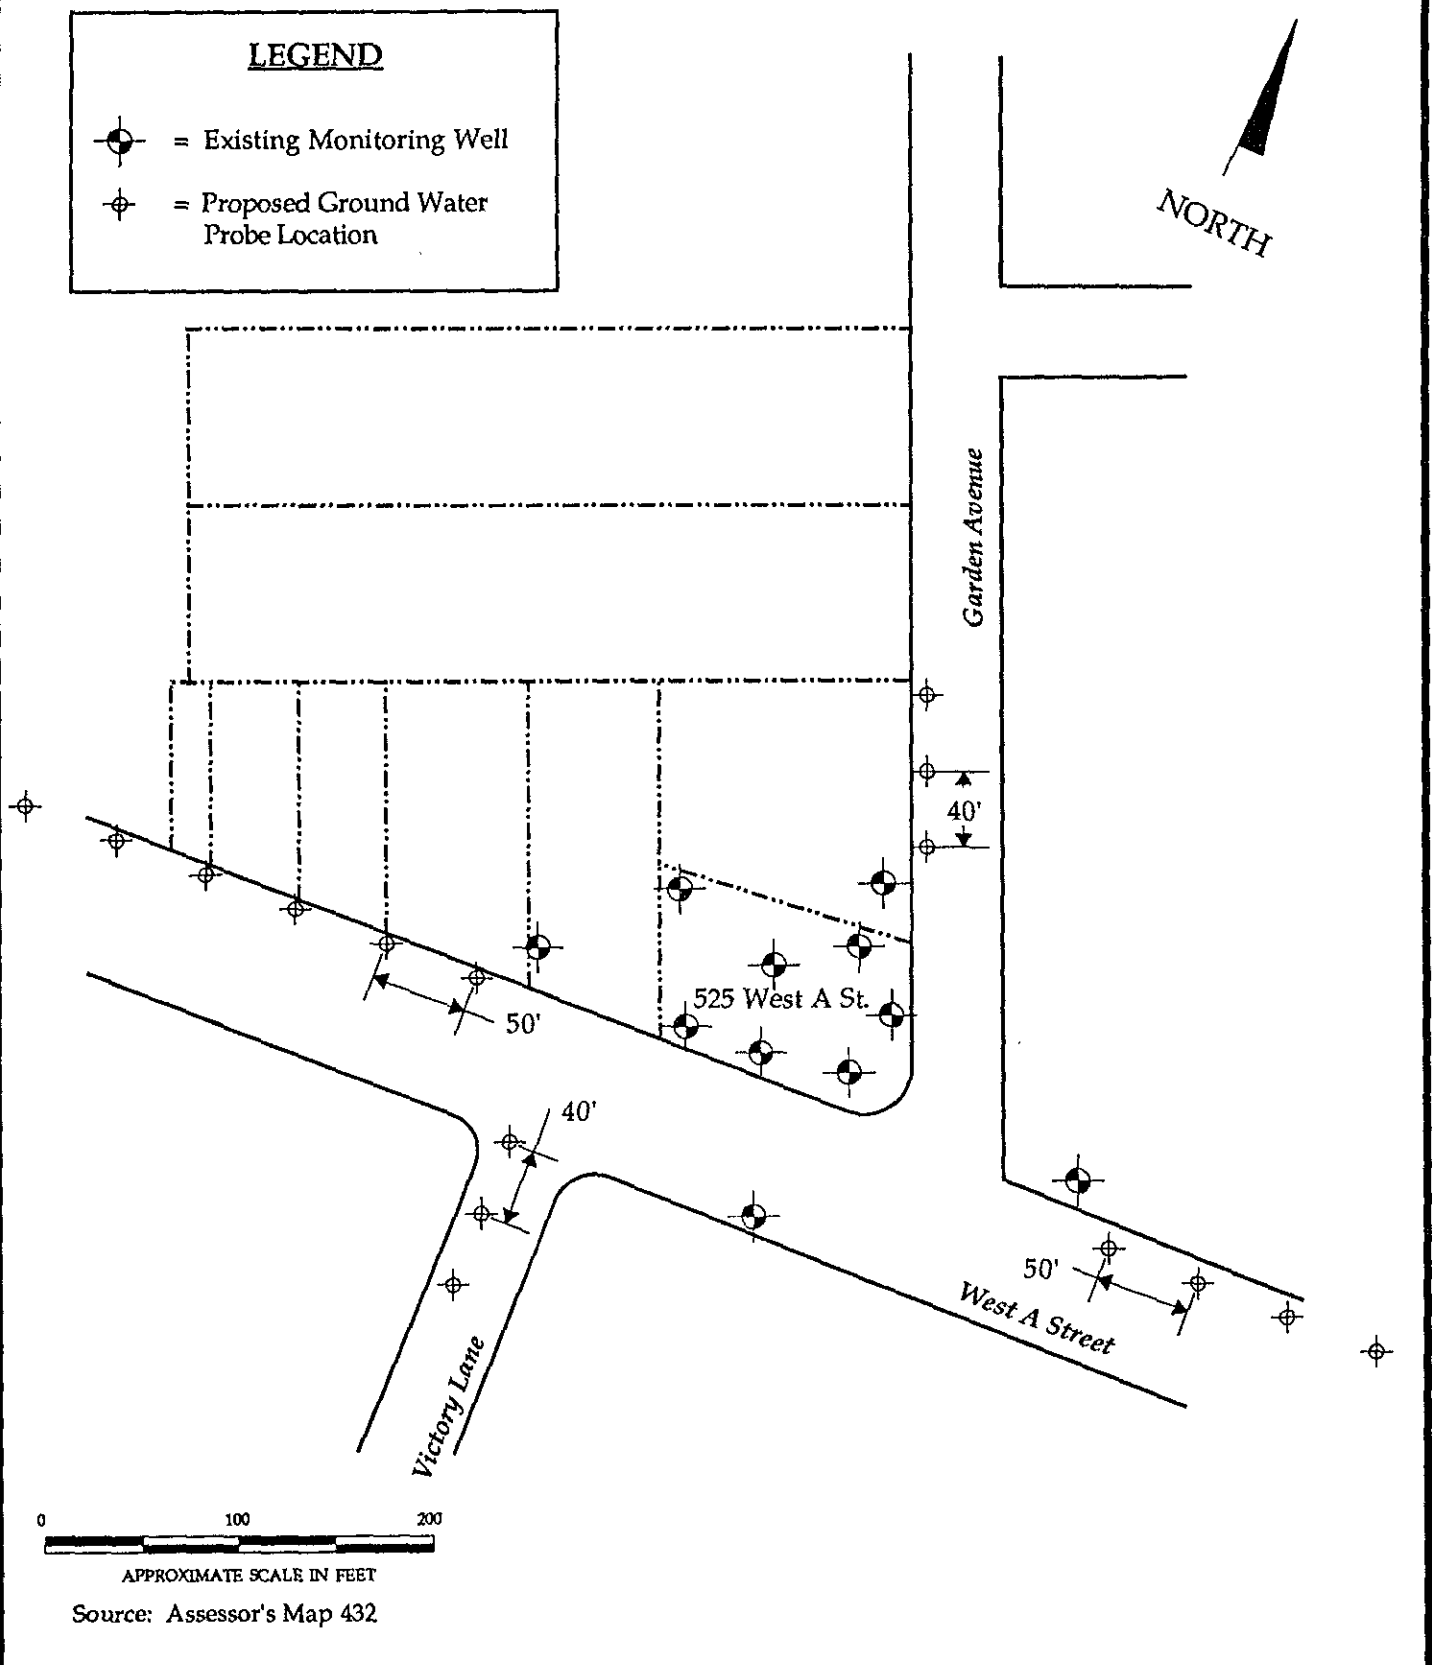 LEGEND
= Existing Monitoring Well
= Proposed Ground Water
Probe Location
NORTH
Garden Avenue
40'
525 West A St.
50'
40'
50'
West A Street
Victory Lane
0 100 200
APPROXIMATE SCALE IN FEET
Source: Assessor's Map 432